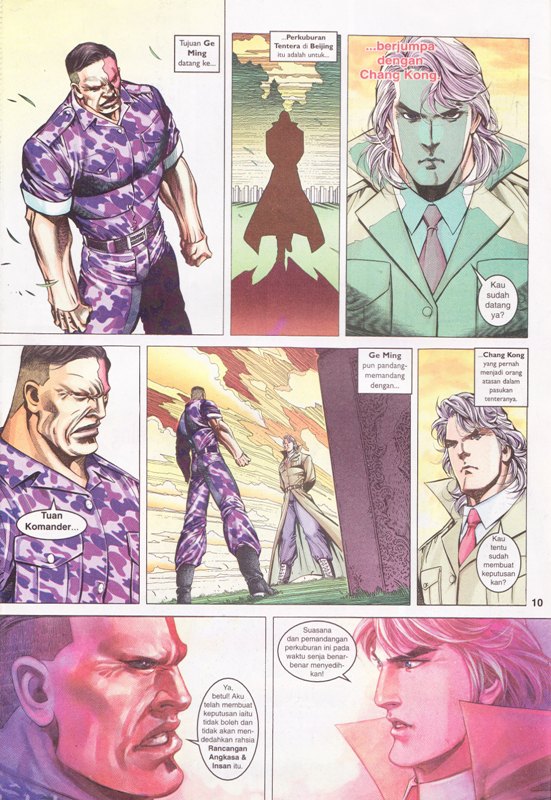 Tujuan Ge
Ming
datang ke...
...Perkuburan
Tentera di Beijing
itu adalah untuk...
...berjumpa
dengan
Chang Kong.
Kau
sudah
datang
ya?
Tuan
Komander...
Ge Ming
pun pandang-
memandang
dengan...
...Chang Kong
yang pernah
menjadi orang
atasan dalam
pasukan
tenteranya.
Kau
tentu
sudah
membuat
keputusan
kan?
10
Ya,
betul! Aku
telah membuat
keputusan iaitu
tidak boleh dan
tidak akan men-
dedahkan rahsia
Rancangan
Angkasa &
Insan itu.
Suasana
dan pemandangan
perkuburan ini pada
waktu senja benar-
benar menyedih-
kan!